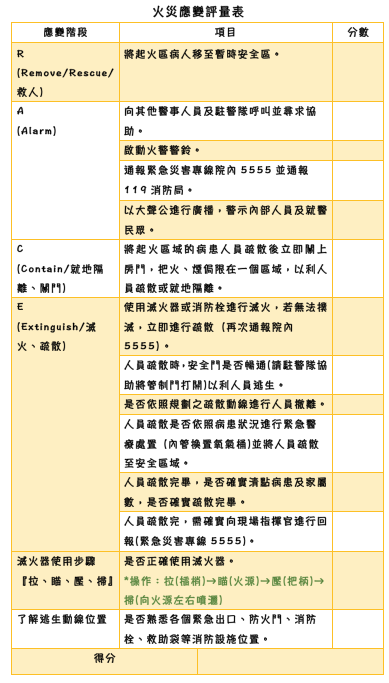 火災應變評量表
應變階段 項目 分數
R
(Remove/Rescue/
救人)
將起火區病人移至暫時安全區。
A
(Alarm)
向其他醫事人員及駐警隊呼叫並尋求協
助。
啟動火警警鈴。
通報緊急災害專線院內 5555 並通報
119 消防局。
以大聲公進行廣播，警示內部人員及就醫
民眾。
C
(Contain/就地隔
離、關門)
將起火區域的病患人員疏散後立即關上
房門，把火、煙侷限在一個區域，以利人
員疏散或就地隔離。
E
(Extinguish/滅
火、疏散)
使用滅火器或消防栓進行滅火，若無法撲
滅，立即進行疏散（再次通報院內
5555)。
人員疏散時，安全門是否暢通(請駐警隊協
助將管制門打開)以利人員逃生。
是否依照規劃之疏散動線進行人員撤離。
人員疏散是否依病患狀況進行緊急醫
療處置（內管換置氧氣桶)並將人員疏散
至安全區域。
人員疏散完畢，是否確實清點病患及家屬
數，是否確實疏散完畢。
人員疏散完，需確實向現場指揮官進行回
報(緊急災害專線 5555)。
滅火器使用步驟
『拉、瞄、壓、掃』
是否正確使用滅火器。
*操作：拉(插梢)→瞄(火源)→壓(把柄)→
掃(向火源左右噴灑)
了解逃生動線位置
是否熟悉各個緊急出口、防火門、消防
栓、救助袋等消防設施位置。
得分